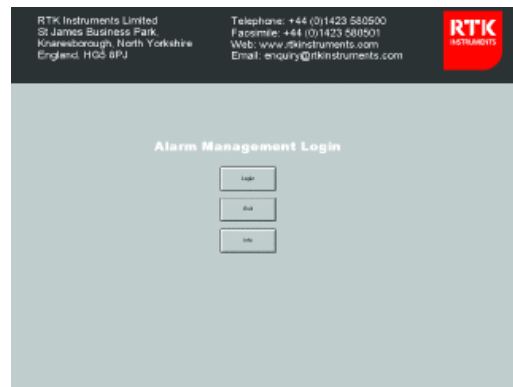 RTK Instruments Limited
St James Business Park,
Knaresborough, North Yorkshire
England, HG5 8PJ
Telephone: +44 (0)1423 580500
Facsimile: +44 (0)1423 580501
Web: www.rtkinstruments.com
Email: enquiry@rtkinstruments.com
RTK
INSTRUMENTS
Alarm Management Login
Login
Exit
Info